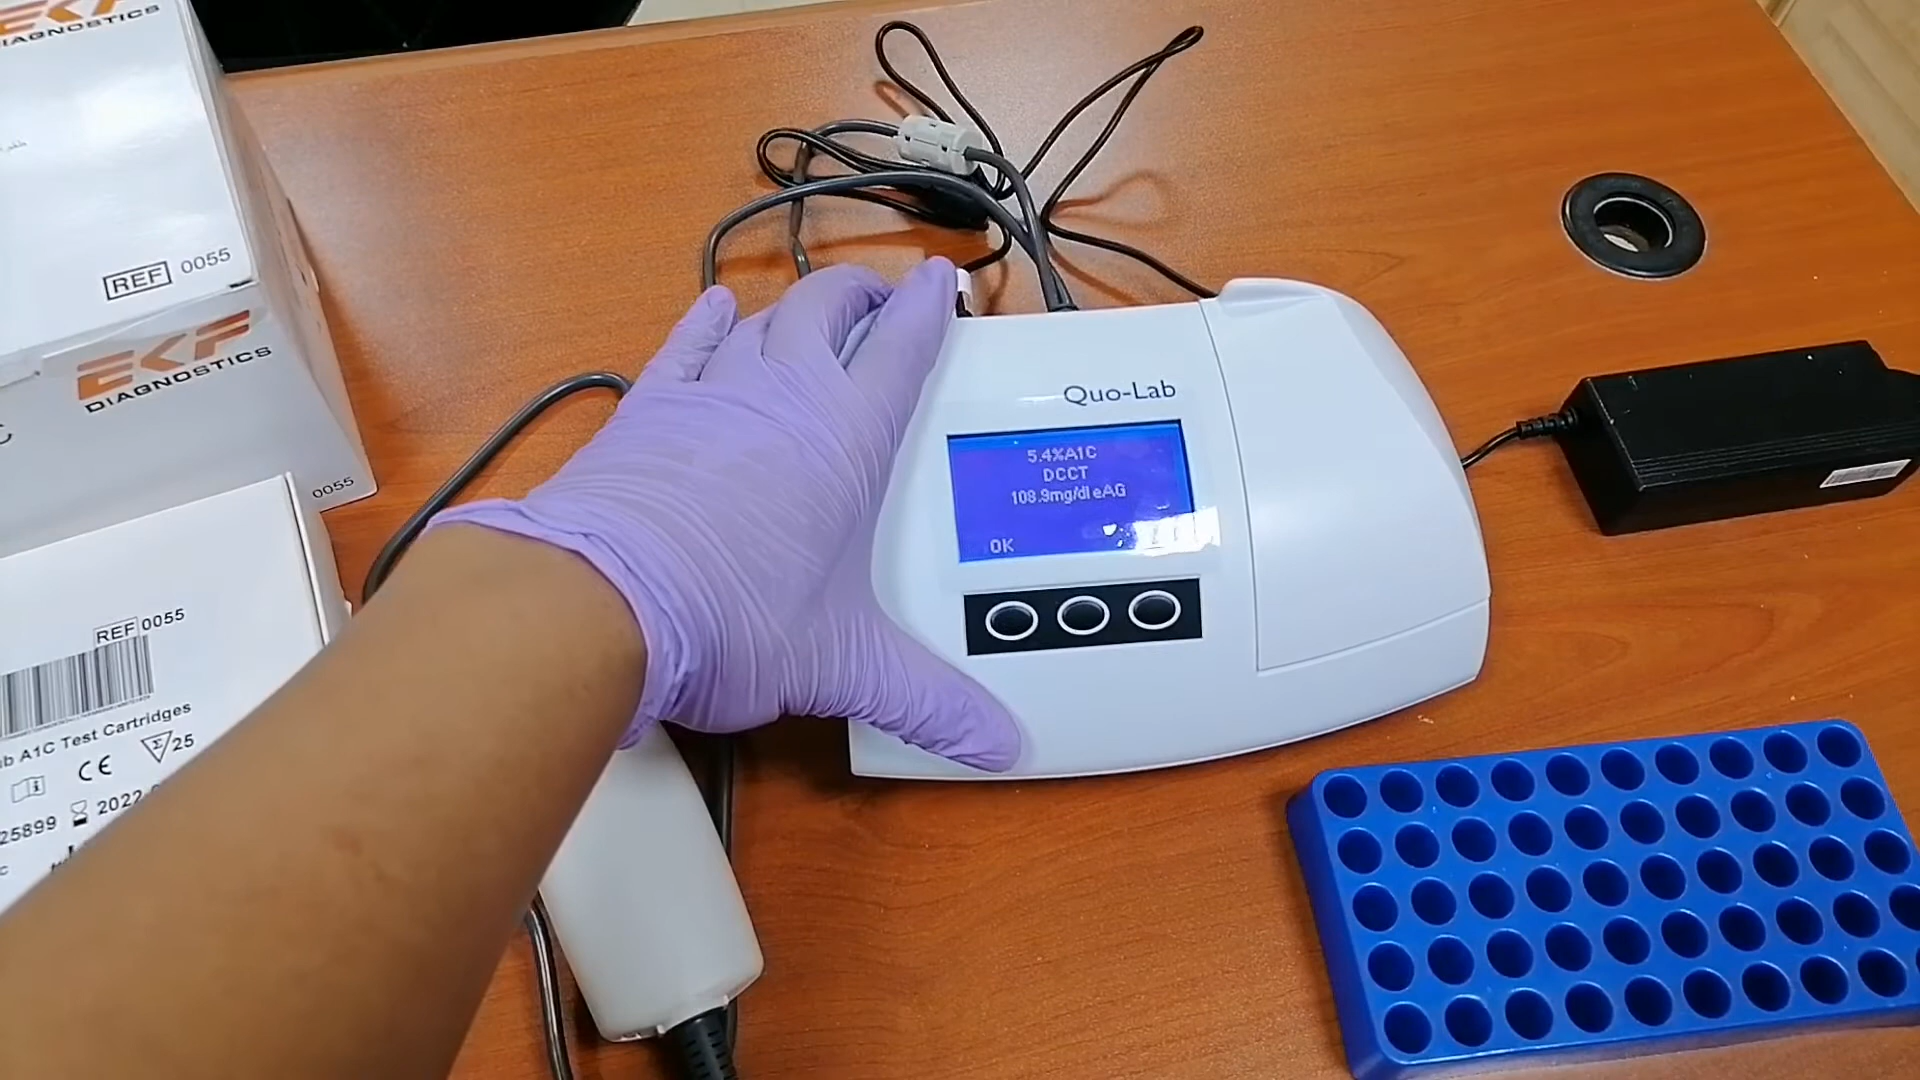 EKF
DIAGNOSTICS
REF 0055
EKF
DIAGNOSTICS
0055
REF 0055
A1C Test Cartridges
CE
25
2022
25899
Quo-Lab
5.4%A1C
DCCT
108.9mg/dl eAG
OK